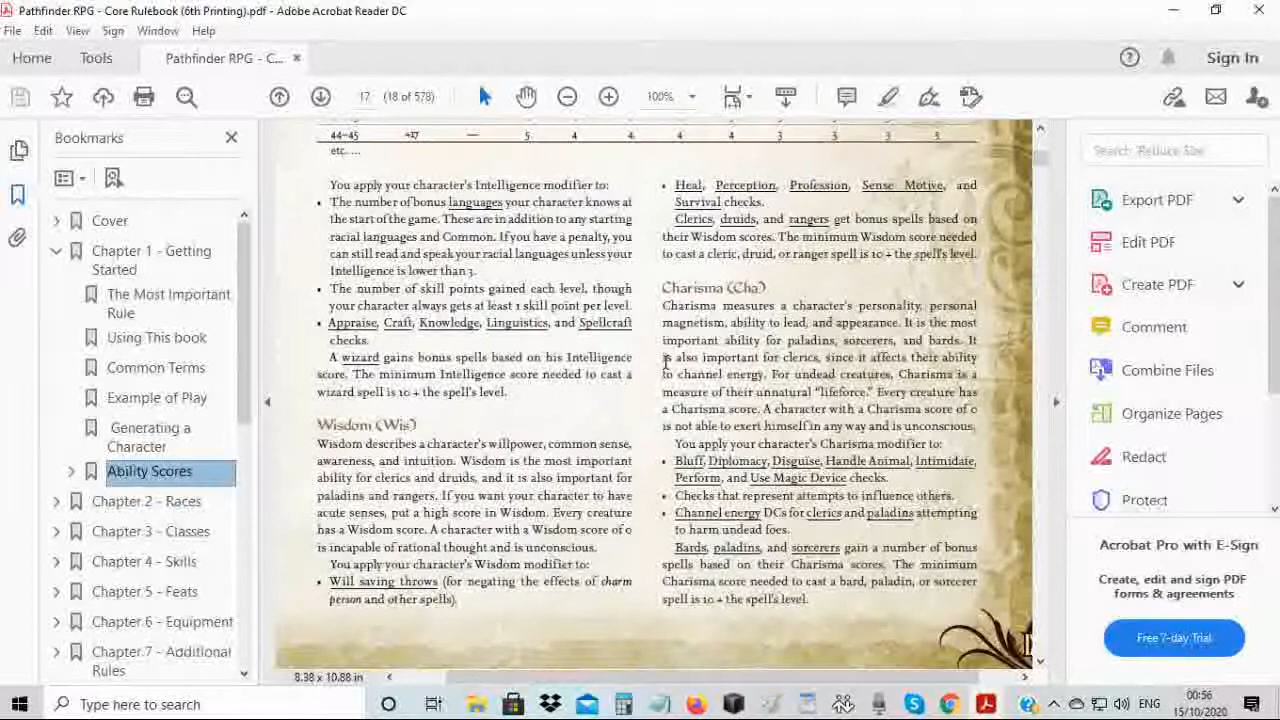 Pathfinder RPG - Core Rulebook (6th Printing).pdf - Adobe Acrobat Reader DC
File Edit View Sign Window Help
Home Tools Pathfinder RPG - C... Sign In
17 (18 of 578) 100%
Bookmarks
Cover
Chapter 1 - Getting
Started
The Most Important
Rule
Using This book
Common Terms
Example of Play
Generating a
Character
Ability Scores
Chapter 2 - Races
Chapter 3 - Classes
Chapter 4 - Skills
Chapter 5 - Feats
Chapter 6 - Equipment
Chapter 7 - Additional
Rules
44–45 +17 — 5 4 4 4 3 3 3 3
etc. ...
You apply your character's Intelligence modifier to:
• The number of bonus languages your character knows at
the start of the game. These are in addition to any starting
racial languages and Common. If you have a penalty, you
can still read and speak your racial languages unless your
Intelligence is lower than 3.
• The number of skill points gained each level, though
your character always gets at least 1 skill point per level.
• Appraise, Craft, Knowledge, Linguistics, and Spellcraft
checks.
A wizard gains bonus spells based on his Intelligence
score. The minimum Intelligence score needed to cast a
wizard spell is 10 + the spell's level.
Wisdom (Wis)
Wisdom describes a character's willpower, common sense,
awareness, and intuition. Wisdom is the most important
ability for clerics and druids, and it is also important for
paladins and rangers. If you want your character to have
acute senses, put a high score in Wisdom. Every creature
has a Wisdom score. A character with a Wisdom score of 0
is incapable of rational thought and is unconscious.
You apply your character's Wisdom modifier to:
• Will saving throws (for negating the effects of charm
person and other spells).
• Heal, Perception, Profession, Sense Motive, and
Survival checks.
Clerics, druids, and rangers get bonus spells based on
their Wisdom scores. The minimum Wisdom score needed
to cast a cleric, druid, or ranger spell is 10 + the spell's level.
Charisma (Cha)
Charisma measures a character's personality, personal
magnetism, ability to lead, and appearance. It is the most
important ability for paladins, sorcerers, and bards. It
is also important for clerics, since it affects their ability
to channel energy. For undead creatures, Charisma is a
measure of their unnatural "lifeforce." Every creature has
a Charisma score. A character with a Charisma score of 0
is not able to exert himself in any way and is unconscious.
You apply your character's Charisma modifier to:
• Bluff, Diplomacy, Disguise, Handle Animal, Intimidate,
Perform, and Use Magic Device checks.
• Checks that represent attempts to influence others.
• Channel energy DCs for clerics and paladins attempting
to harm undead foes.
Bards, paladins, and sorcerers gain a number of bonus
spells based on their Charisma scores. The minimum
Charisma score needed to cast a bard, paladin, or sorcerer
spell is 10 + the spell's level.
8.38 x 10.88 in
Search 'Reduce Size'
Export PDF
Edit PDF
Create PDF
Comment
Combine Files
Organize Pages
Redact
Protect
Acrobat Pro with E-Sign
Create, edit and sign PDF
forms & agreements
Free 7-day Trial
Type here to search
ENG
00:56
15/10/2020